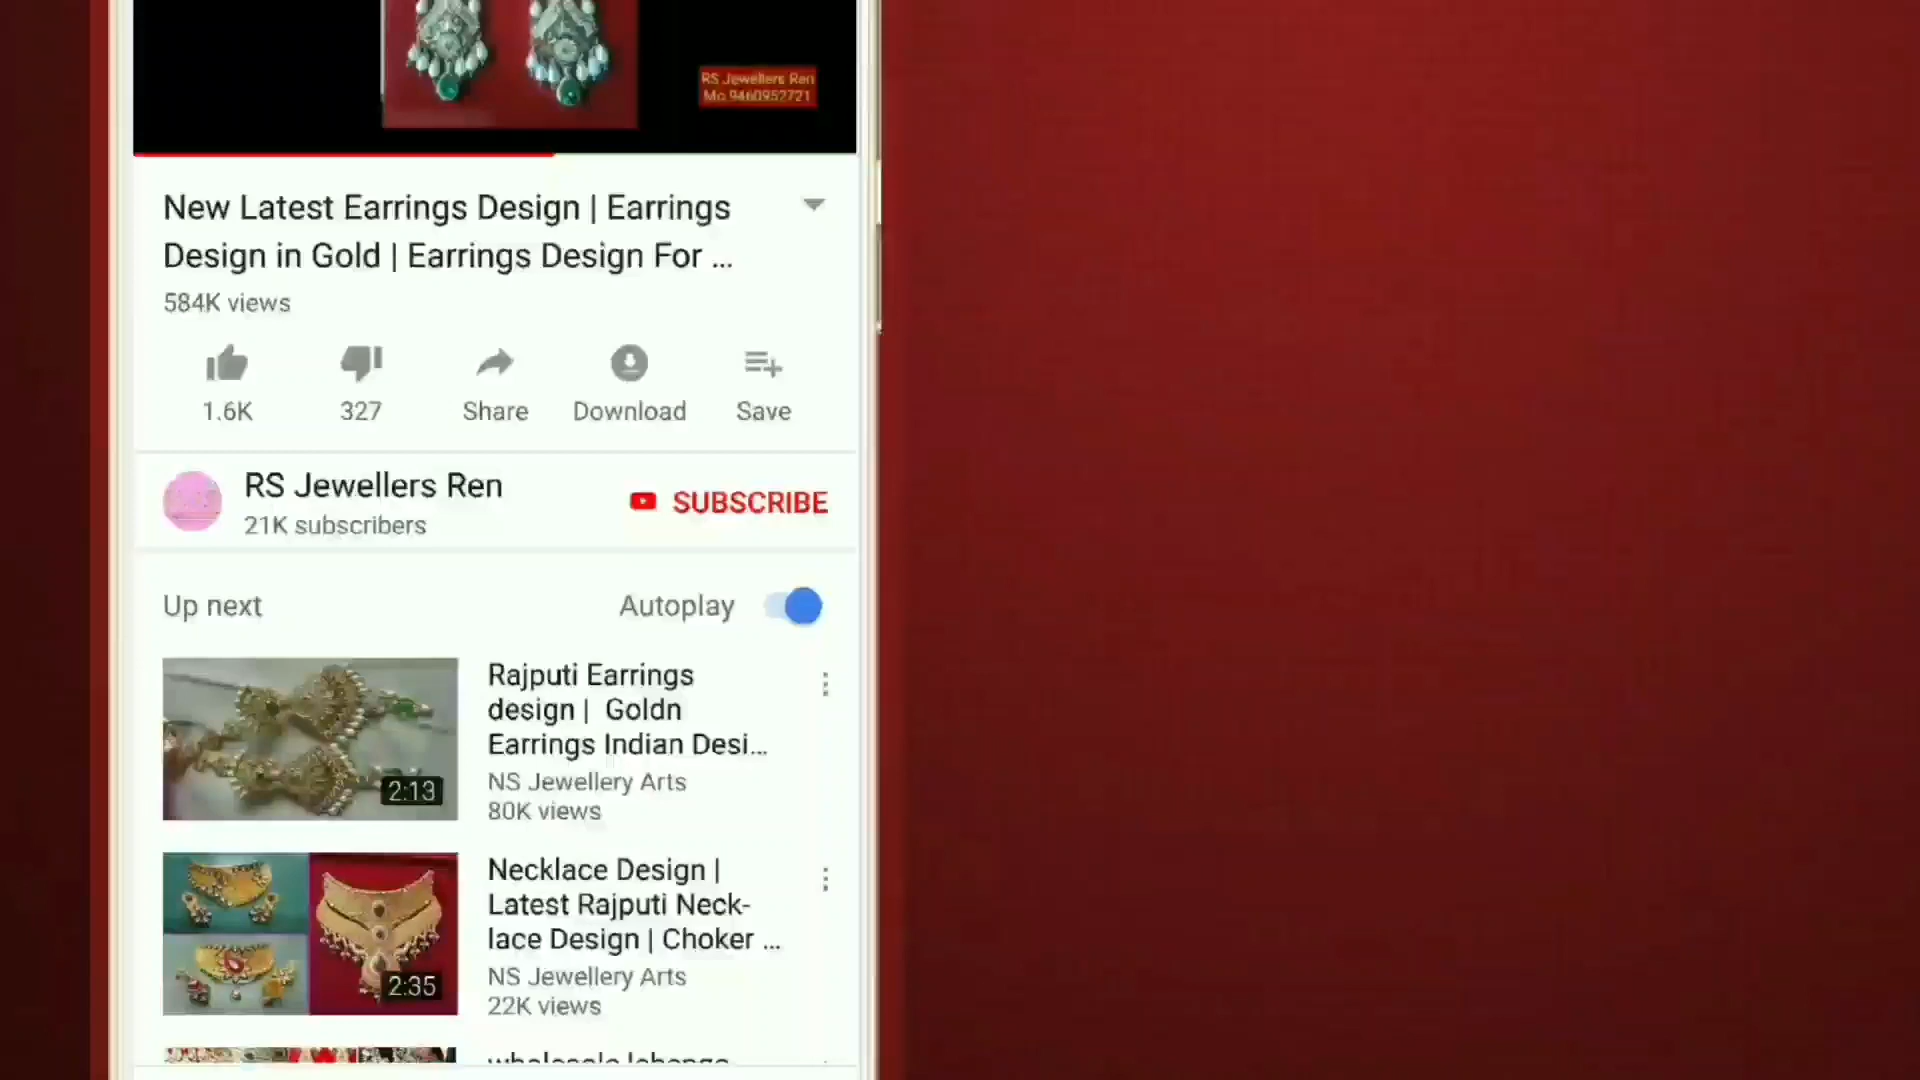 RS Jewellers Ren
Mo 9460952721
New Latest Earrings Design | Earrings
Design in Gold | Earrings Design For ...
584K views
1.6K
327
Share
Download
Save
RS Jewellers Ren
21K subscribers
SUBSCRIBE
Up next
Autoplay
Rajputi Earrings
design | Goldn
Earrings Indian Desi...
NS Jewellery Arts
80K views
2:13
Necklace Design |
Latest Rajputi Neck-
lace Design | Choker ...
NS Jewellery Arts
22K views
2:35